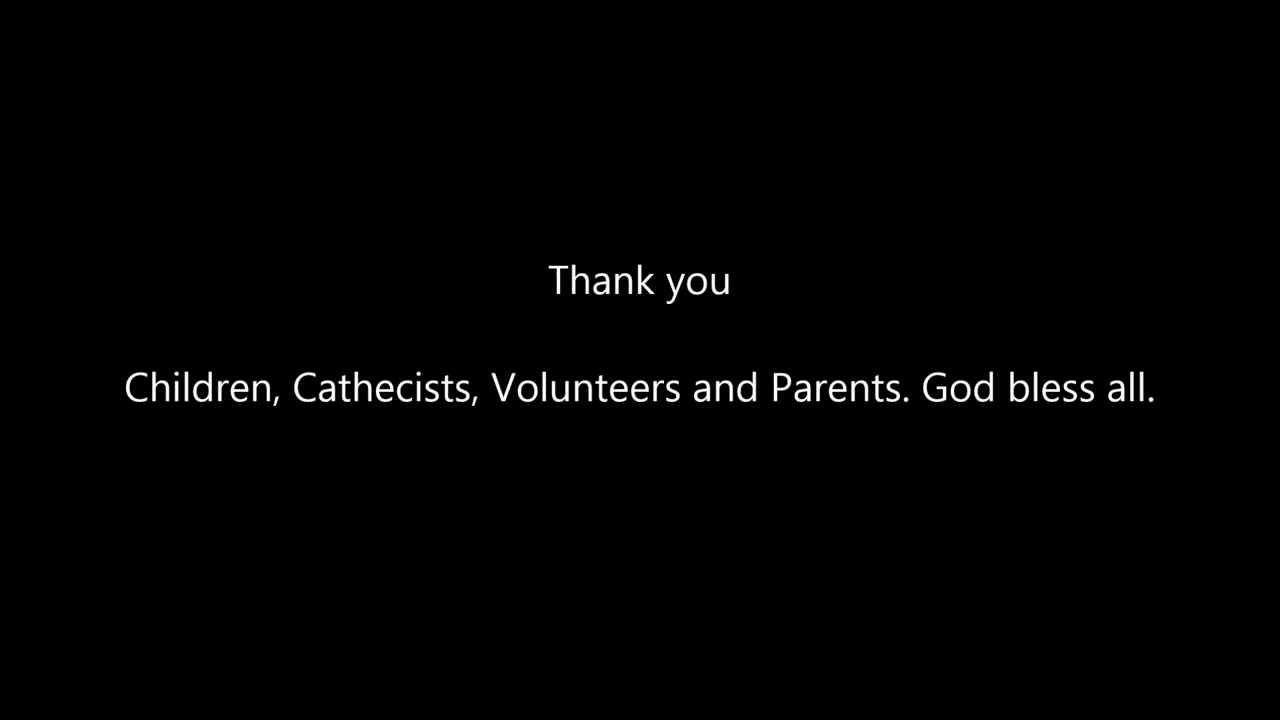 Thank you
Children, Cathecists, Volunteers and Parents. God bless all.